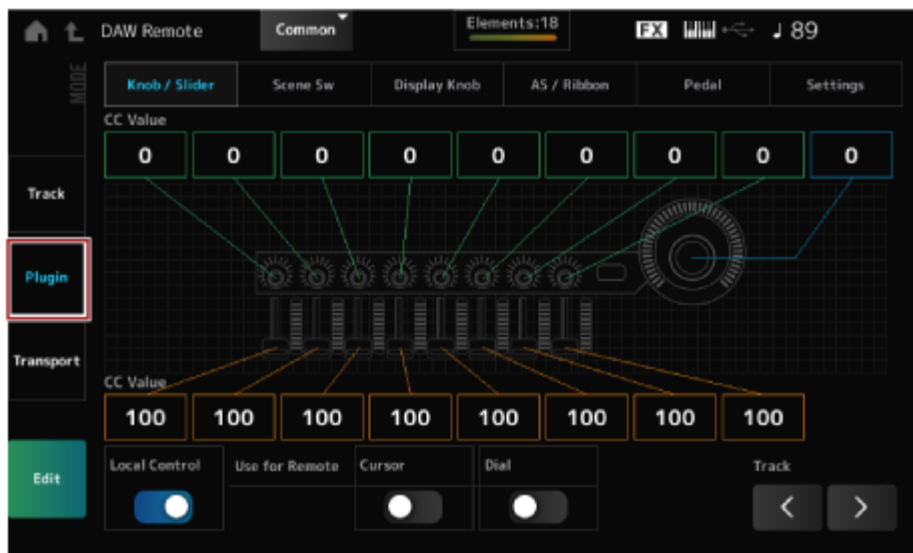 DAW Remote Common Elements:18 FX ♩ 89
MODE
Knob / Slider Scene Sw Display Knob AS / Ribbon Pedal Settings
CC Value
0 0 0 0 0 0 0 0 0
Track
Plugin
Transport
CC Value
100 100 100 100 100 100 100 100
Edit
Local Control Use for Remote Cursor Dial Track